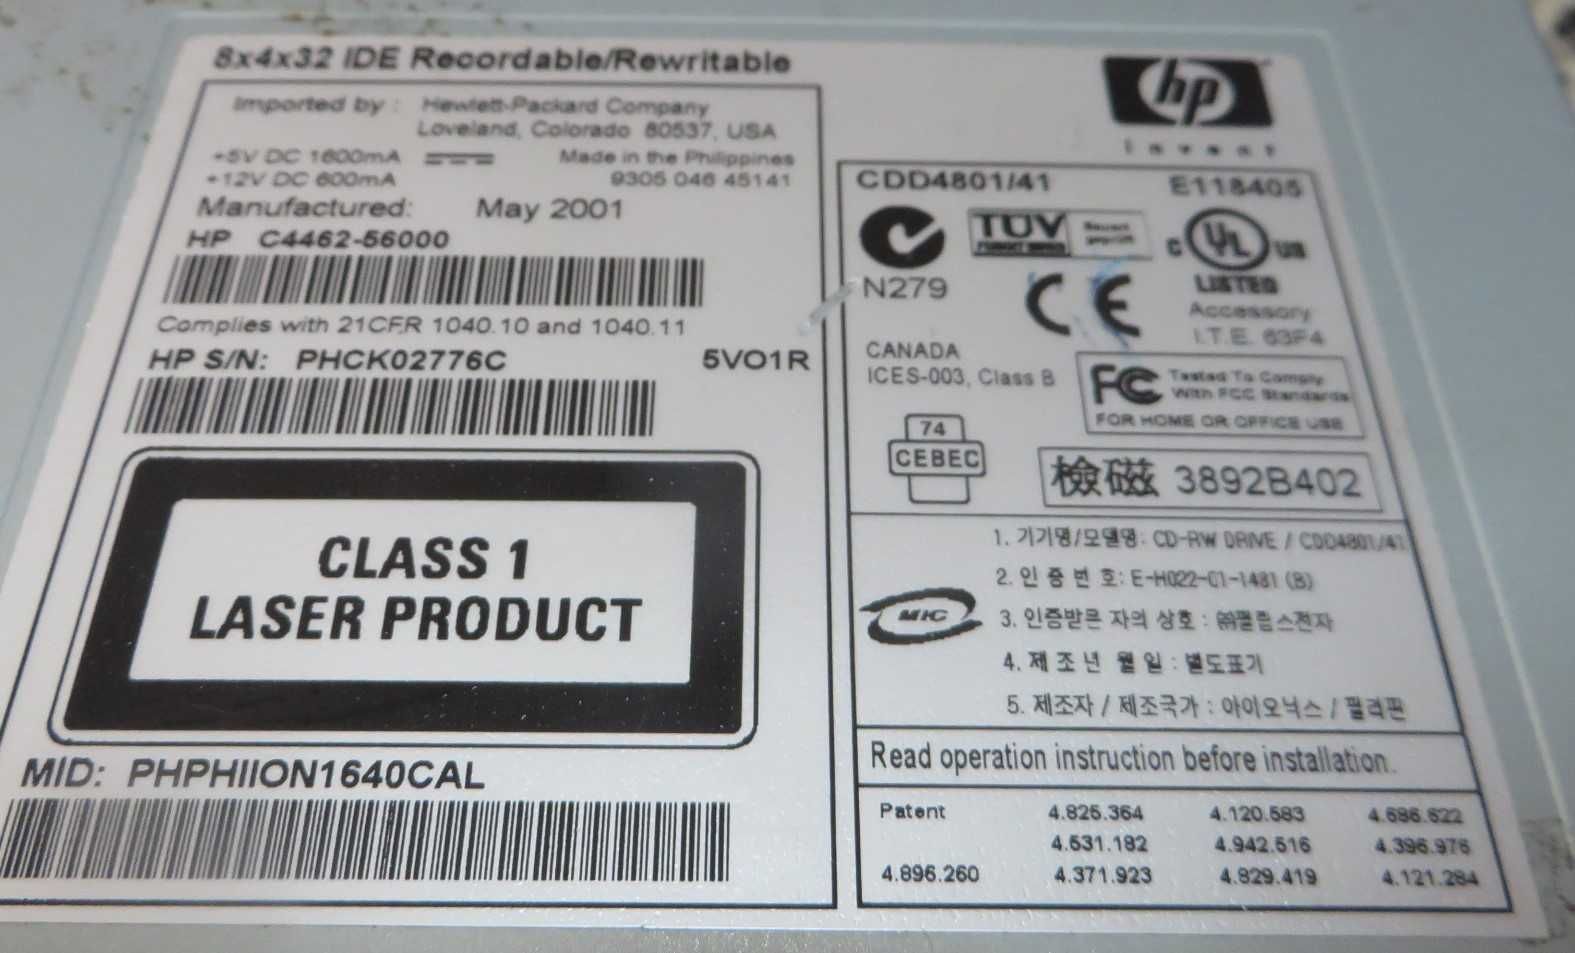 8x4x32 IDE Recordable/Rewritable
Imported by : Hewlett-Packard Company
Loveland, Colorado 80537, USA
+5V DC 1600mA
Made in the Philippines
+12V DC 600mA
9305 046 45141
Manufactured: May 2001
HP C4462-56000
Complies with 21CFR 1040.10 and 1040.11
HP S/N: PHCK02776C 5VO1R
CLASS 1
LASER PRODUCT
MID: PHPHIION1640CAL
hp
invent
CDD4801/41 E118405
N279
TÜV
C UL US
LISTED
Accessory
I.T.E. 63F4
CE
CANADA
ICES-003, Class B
FC Tested To Comply
With FCC Standards
FOR HOME OR OFFICE USE
74
CEBEC
檢磁 3892B402
MIC
1. 기기명/모델명: CD-RW DRIVE / CDD4801/41
2. 인 증 번 호: E-H022-01-1481 (B)
3. 인증받은 자의 상호 : ㈜필립스전자
4. 제 조 년 월 일 : 별도표기
5. 제조자 / 제조국가 : 아이오닉스 / 필리핀
Read operation instruction before installation.
Patent 4.825.364 4.120.583 4.686.622
4.531.182 4.942.516 4.396.976
4.896.260 4.371.923 4.829.419 4.121.284